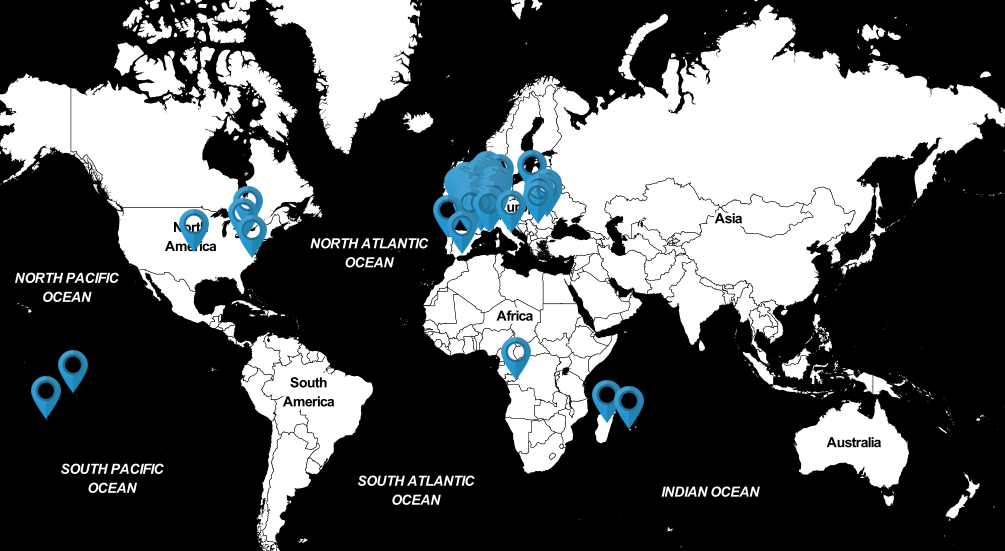 North
America
NORTH ATLANTIC
OCEAN
Asia
NORTH PACIFIC
OCEAN
Africa
South
America
Australia
SOUTH PACIFIC
OCEAN
SOUTH ATLANTIC
OCEAN
INDIAN OCEAN